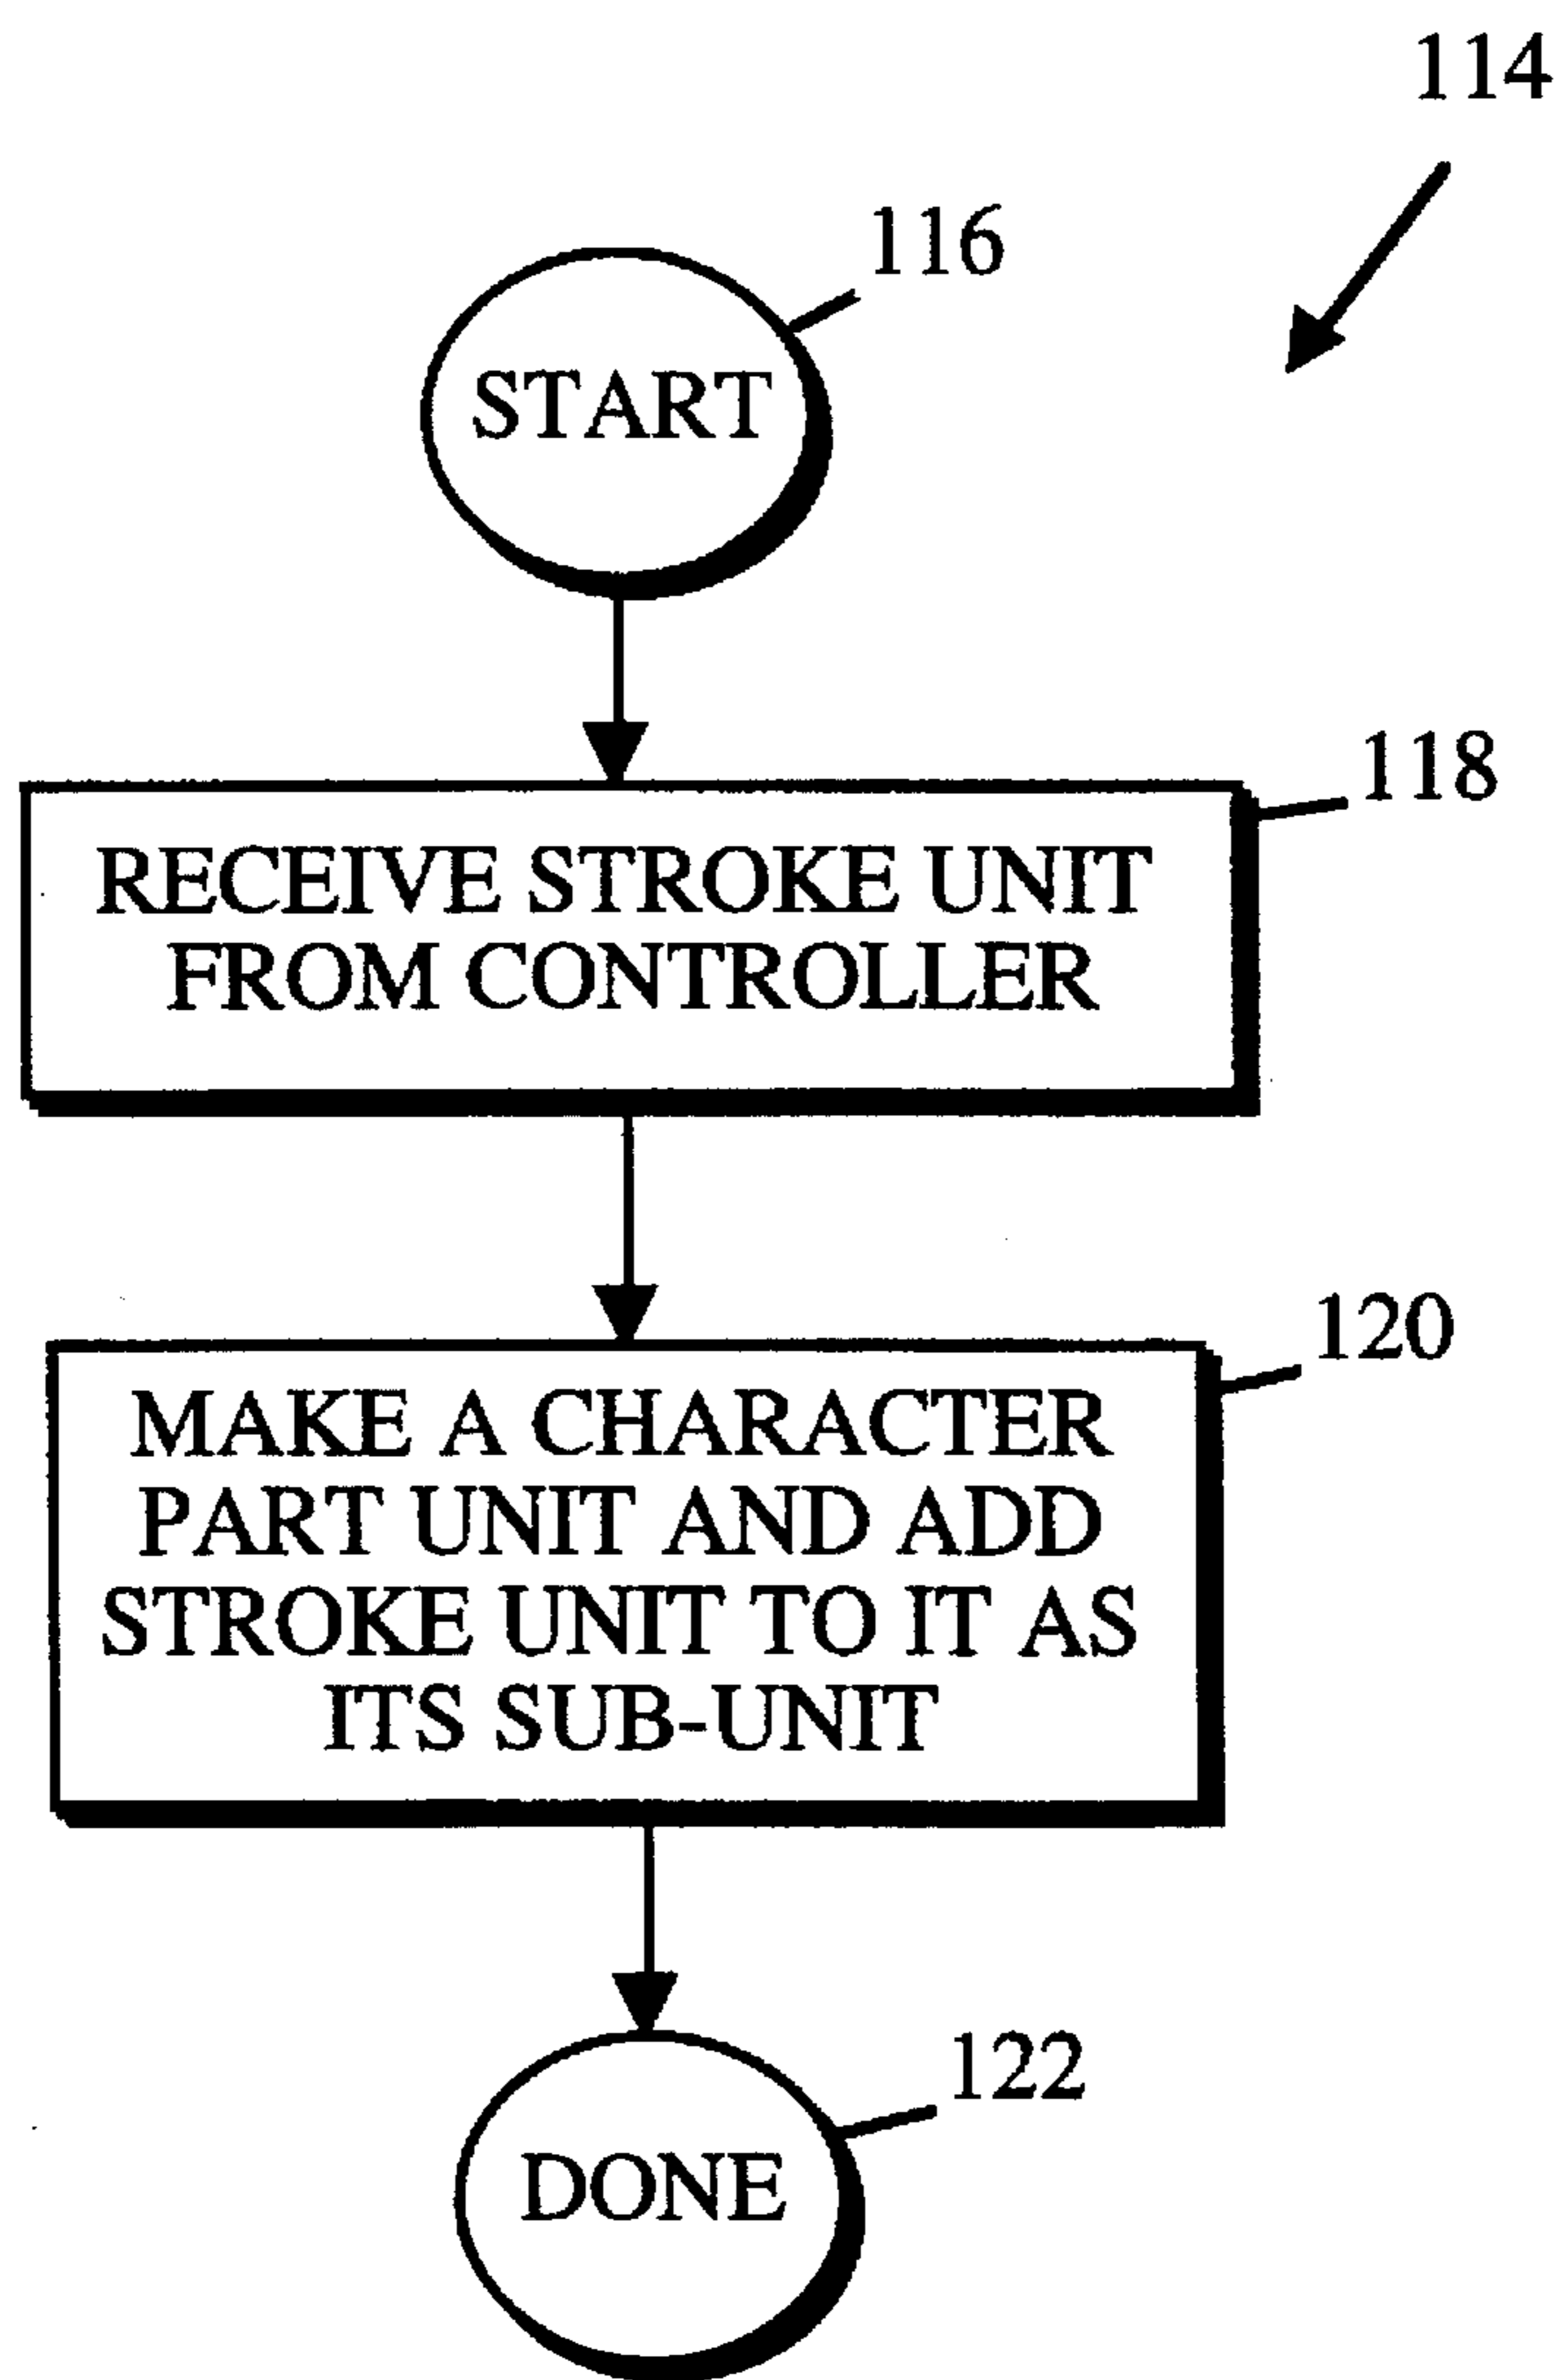 114
116
START
118
RECEIVE STROKE UNIT
FROM CONTROLLER
120
MAKE A CHARACTER
PART UNIT AND ADD
STROKE UNIT TO IT AS
ITS SUB-UNIT
122
DONE